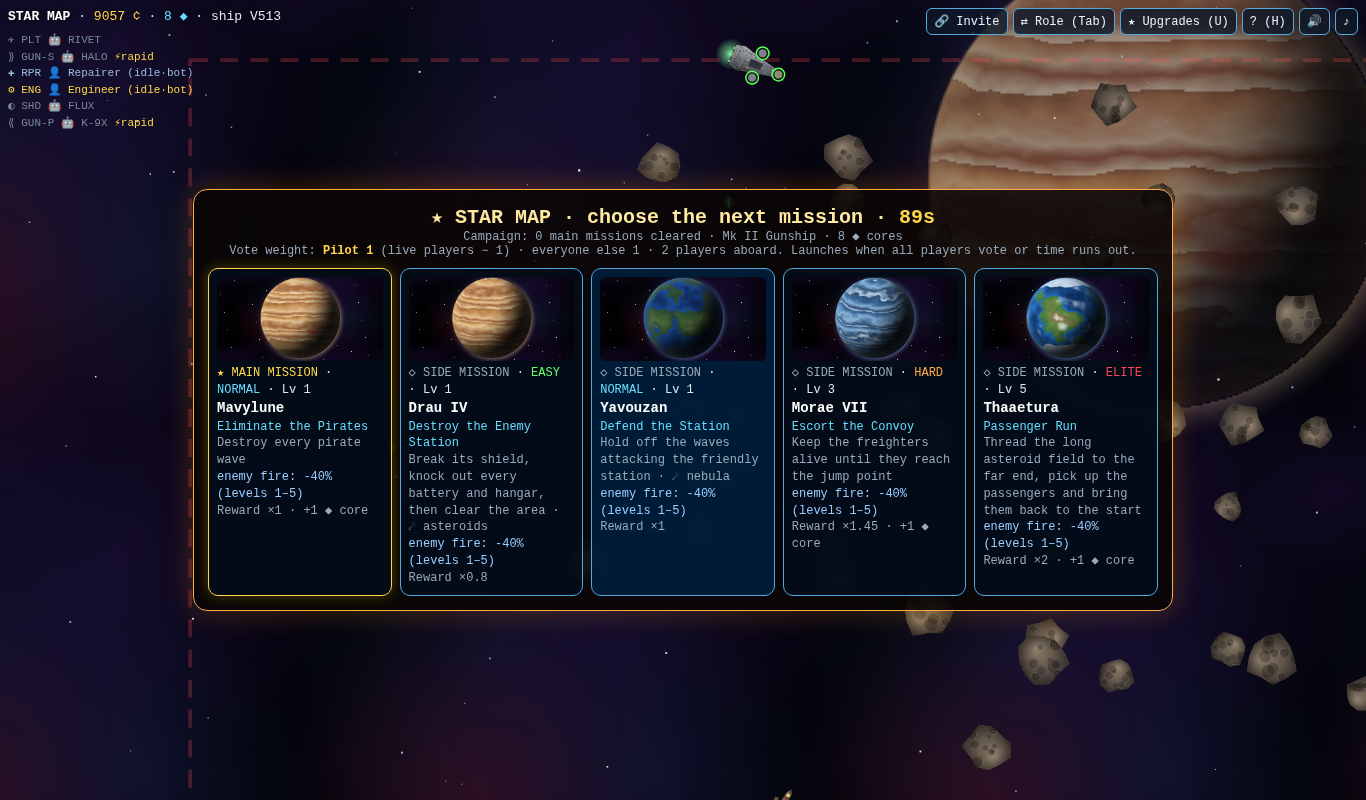 STAR MAP · 9057 ₵ · 8 ◆ · ship V513
🔗 Invite
⇄ Role (Tab)
★ Upgrades (U)
? (H)
🔊
♪
✈ PLT 🤖 RIVET
⟫ GUN-S 🤖 HALO ⚡rapid
✚ RPR 👤 Repairer (idle·bot)
⚙ ENG 👤 Engineer (idle·bot)
◐ SHD 🤖 FLUX
⟪ GUN-P 🤖 K-9X ⚡rapid
★ STAR MAP · choose the next mission · 89s
Campaign: 0 main missions cleared · Mk II Gunship · 8 ◆ cores
Vote weight: Pilot 1 (live players − 1) · everyone else 1 · 2 players aboard. Launches when all players vote or time runs out.
★ MAIN MISSION ·
NORMAL · Lv 1
Mavylune
Eliminate the Pirates
Destroy every pirate
wave
enemy fire: -40%
(levels 1–5)
Reward ×1 · +1 ◆ core
◇ SIDE MISSION · EASY
· Lv 1
Drau IV
Destroy the Enemy
Station
Break its shield,
knock out every
battery and hangar,
then clear the area ·
☄ asteroids
enemy fire: -40%
(levels 1–5)
Reward ×0.8
◇ SIDE MISSION ·
NORMAL · Lv 1
Yavouzan
Defend the Station
Hold off the waves
attacking the friendly
station · ☄ nebula
enemy fire: -40%
(levels 1–5)
Reward ×1
◇ SIDE MISSION · HARD
· Lv 3
Morae VII
Escort the Convoy
Keep the freighters
alive until they reach
the jump point
enemy fire: -40%
(levels 1–5)
Reward ×1.45 · +1 ◆
core
◇ SIDE MISSION · ELITE
· Lv 5
Thaaetura
Passenger Run
Thread the long
asteroid field to the
far end, pick up the
passengers and bring
them back to the start
enemy fire: -40%
(levels 1–5)
Reward ×2 · +1 ◆ core